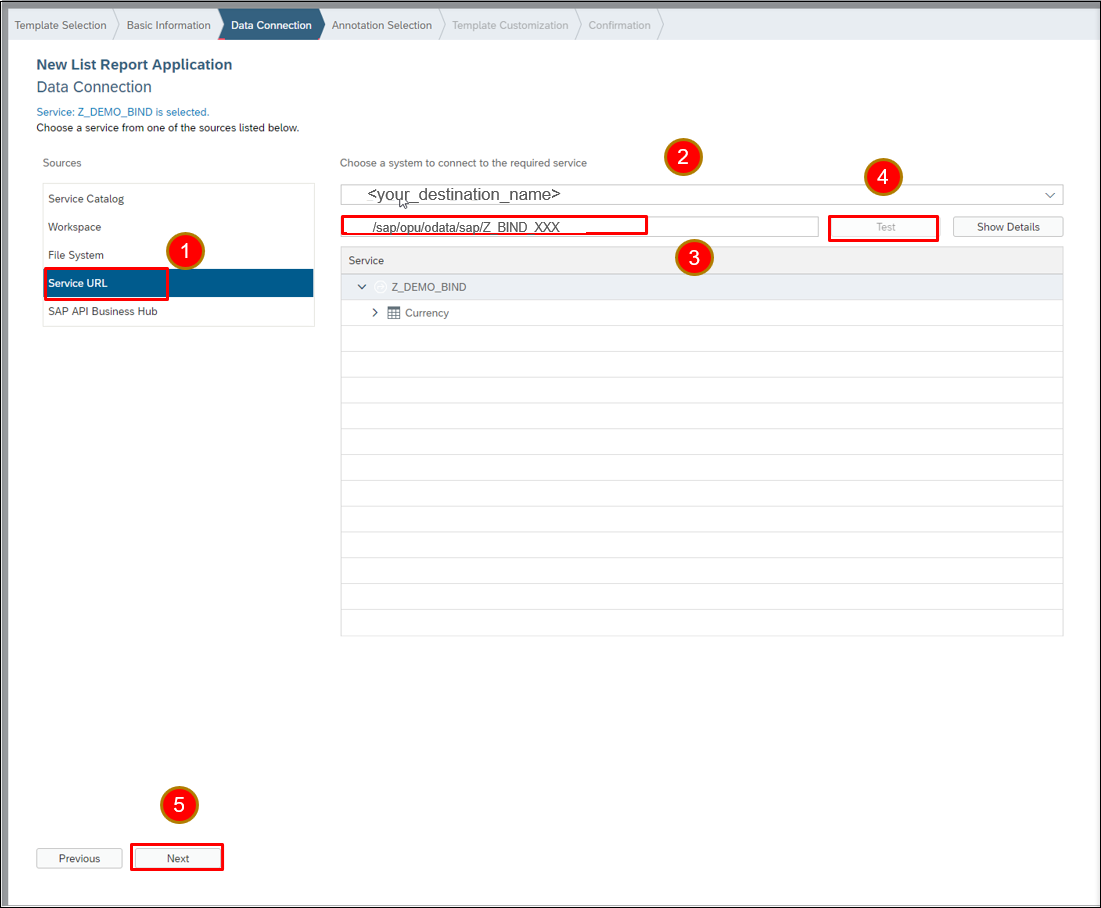 Template Selection Basic Information Data Connection Annotation Selection Template Customization Confirmation
New List Report Application
Data Connection
Service: Z_DEMO_BIND is selected.
Choose a service from one of the sources listed below.
Sources
Service Catalog
Workspace
File System
1
Service URL
SAP API Business Hub
Choose a system to connect to the required service
2
<your_destination_name>
4
/sap/opu/odata/sap/Z_BIND_XXX
Test
Show Details
3
Service
Z_DEMO_BIND
Currency
5
Previous
Next